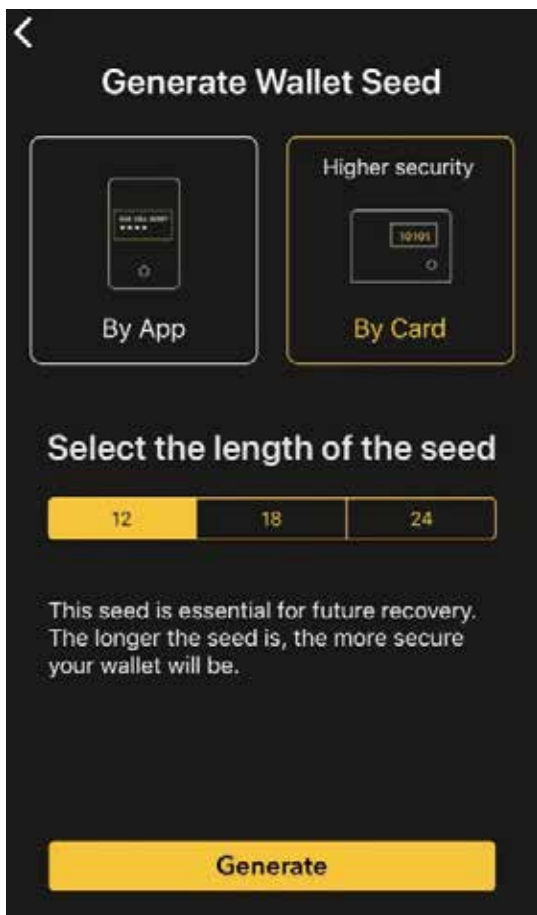 Generate Wallet Seed
Higher security
10101
By App
By Card
Select the length of the seed
12 18 24
This seed is essential for future recovery.
The longer the seed is, the more secure
your wallet will be.
Generate